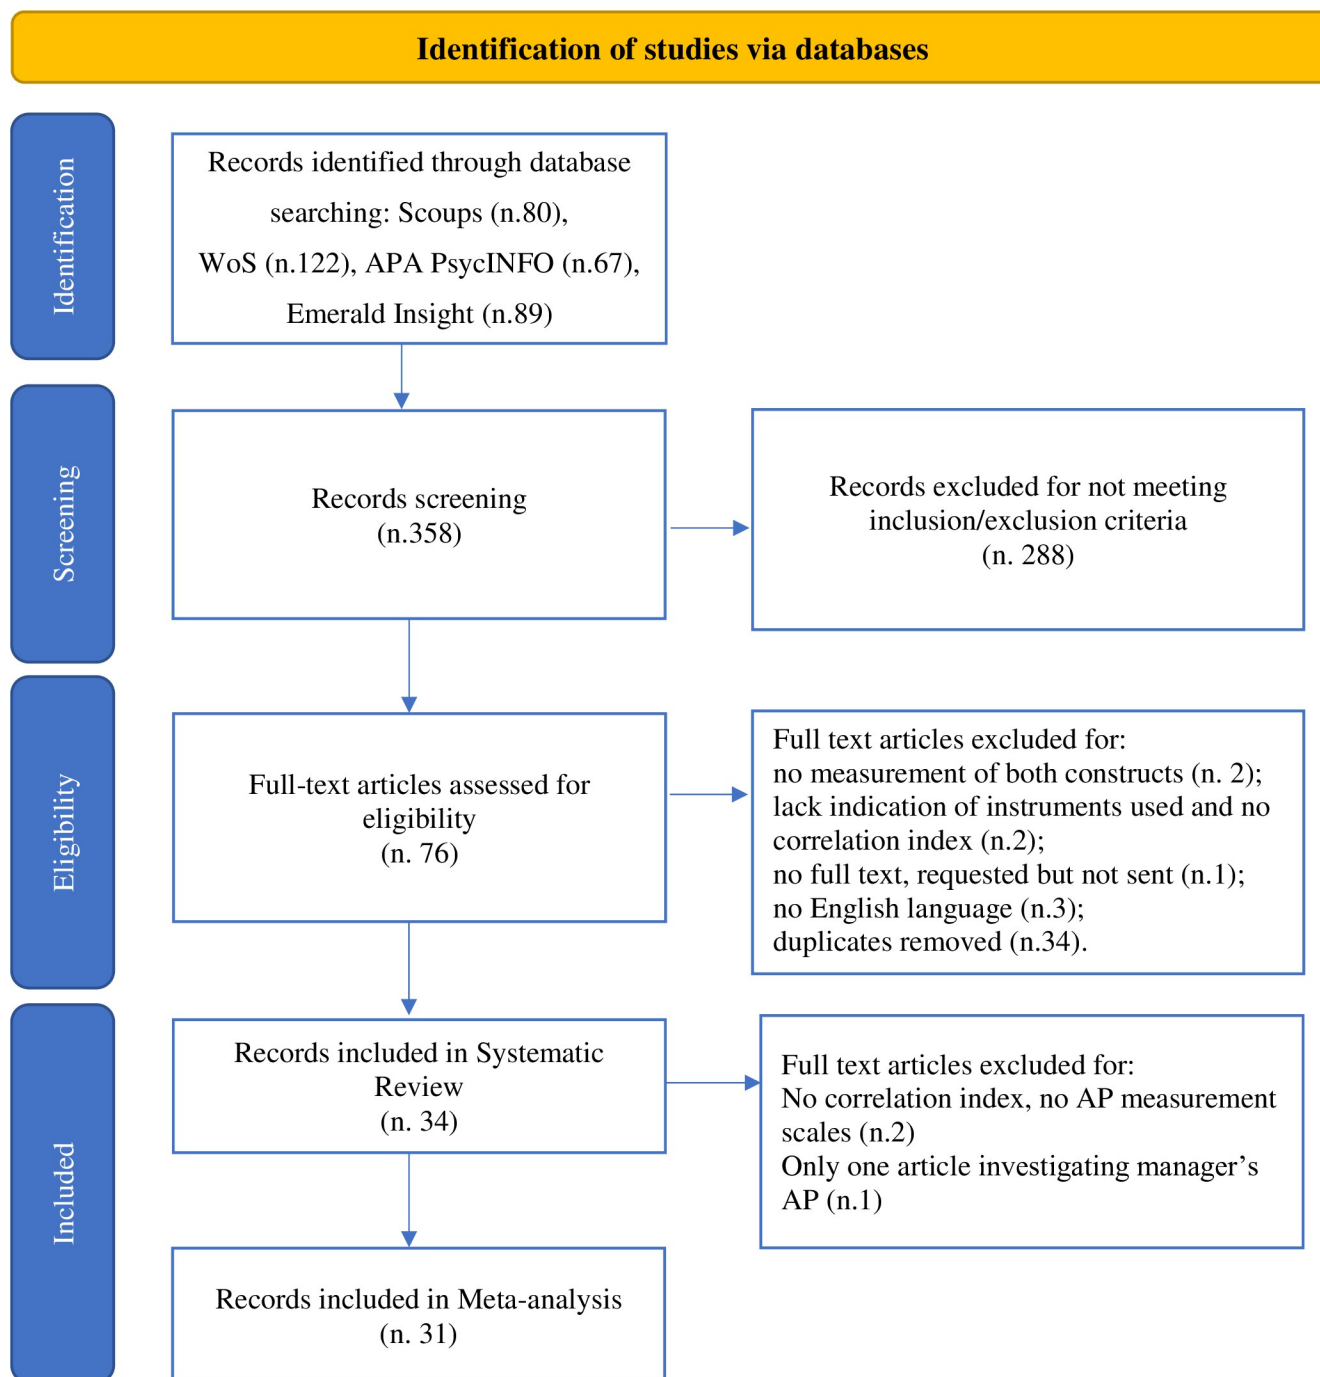 Identification of studies via databases
Identification
Records identified through database
searching: Scoups (n.80),
WoS (n.122), APA PsycINFO (n.67),
Emerald Insight (n.89)
Screening
Records screening
(n.358)
Records excluded for not meeting
inclusion/exclusion criteria
(n. 288)
Eligibility
Full-text articles assessed for
eligibility
(n. 76)
Full text articles excluded for:
no measurement of both constructs (n. 2);
lack indication of instruments used and no
correlation index (n.2);
no full text, requested but not sent (n.1);
no English language (n.3);
duplicates removed (n.34).
Included
Records included in Systematic
Review
(n. 34)
Full text articles excluded for:
No correlation index, no AP measurement
scales (n.2)
Only one article investigating manager’s
AP (n.1)
Records included in Meta-analysis
(n. 31)